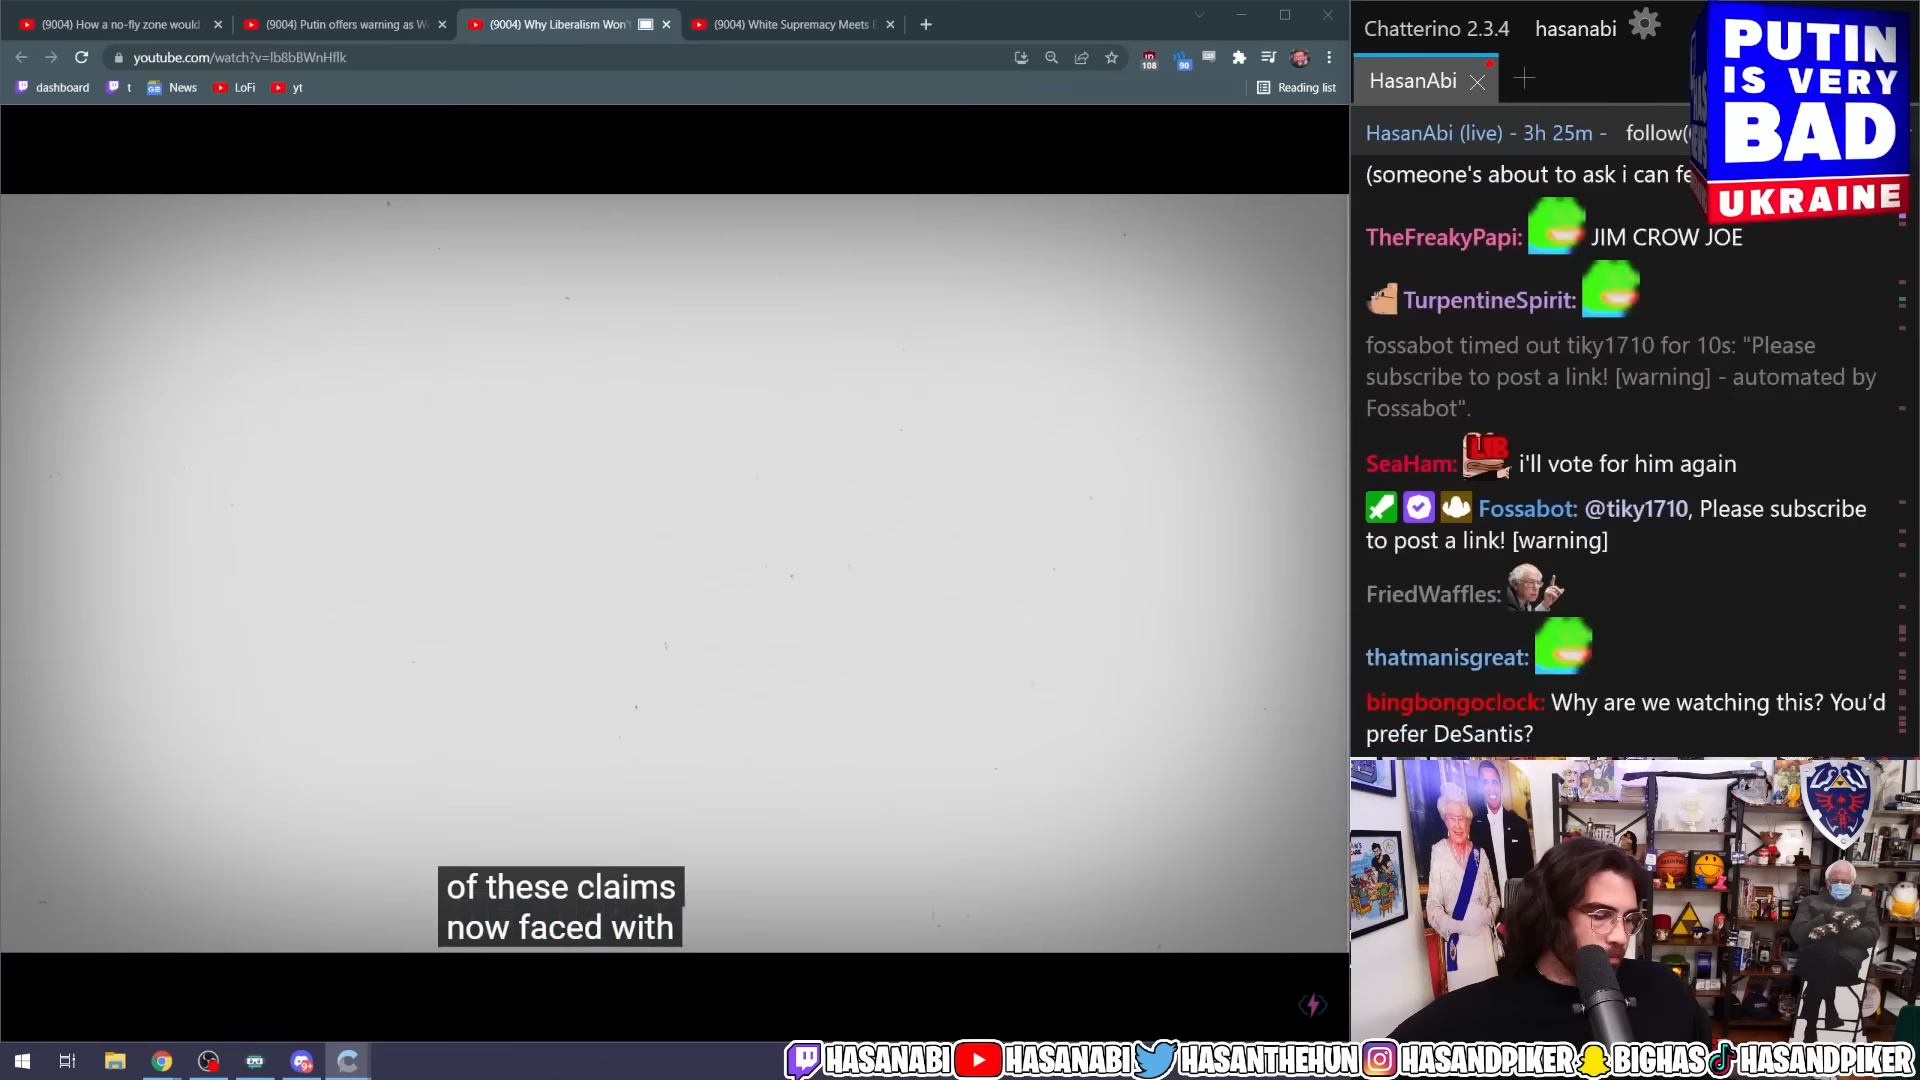 (9004) How a no-fly zone would
(9004) Putin offers warning as W
(9004) Why Liberalism Won'
(9004) White Supremacy Meets
youtube.com/watch?v=lb8bBWnHflk
108
90
dashboard
t
News
LoFi
yt
Reading list
of these claims
now faced with
Chatterino 2.3.4
hasanabi
HasanAbi
HasanAbi (live) - 3h 25m - follow(
(someone's about to ask i can fe
PUTIN
IS VERY
BAD
UKRAINE
TheFreakyPapi: JIM CROW JOE
TurpentineSpirit:
fossabot timed out tiky1710 for 10s: "Please
subscribe to post a link! [warning] - automated by
Fossabot".
SeaHam: LIB i'll vote for him again
Fossabot: @tiky1710, Please subscribe
to post a link! [warning]
FriedWaffles:
thatmanisgreat:
bingbongoclock: Why are we watching this? You'd
prefer DeSantis?
HASANABI HASANABI HASANTHEHUN HASANDPIKER BIGHAS HASANDPIKER